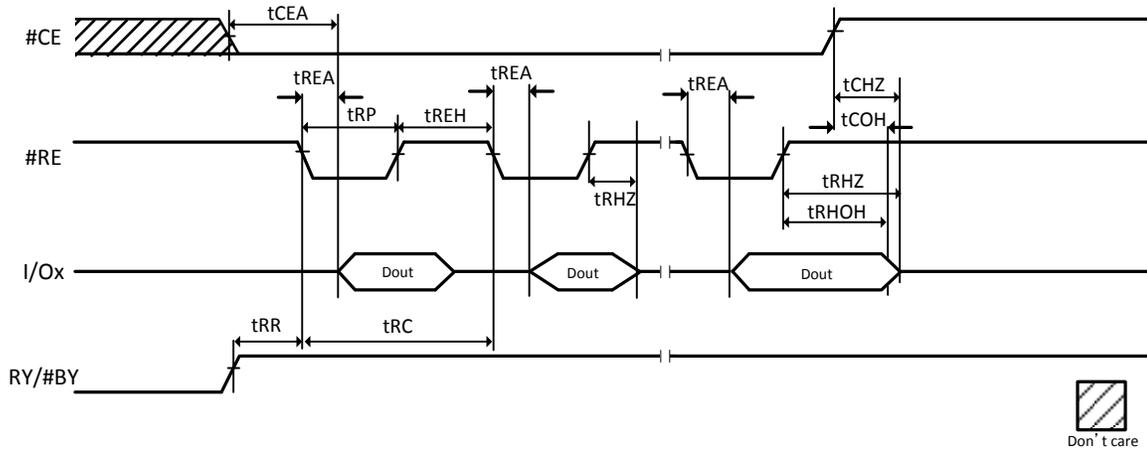 tCEA
#CE
tREA
tREA
tREA
tCHZ
tRP
tREH
tCOH
#RE
tRHZ
tRHZ
tRHOH
I/Ox
Dout
Dout
Dout
tRR
tRC
RY/#BY
Don't care